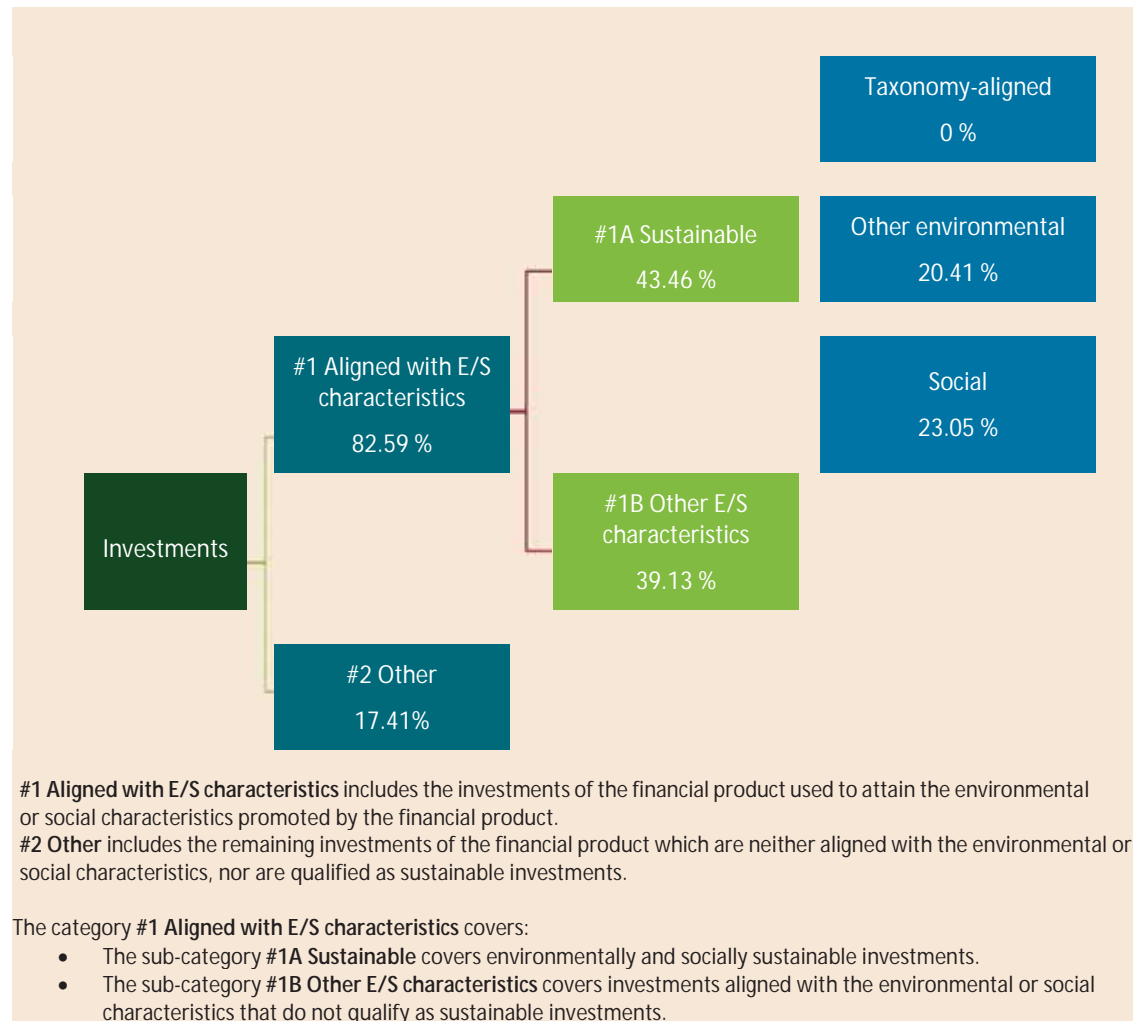 Taxonomy-aligned
0 %
#1A Sustainable
43.46 %
Other environmental
20.41 %
#1 Aligned with E/S
characteristics
82.59 %
Social
23.05 %
Investments
#1B Other E/S
characteristics
39.13 %
#2 Other
17.41%
#1 Aligned with E/S characteristics includes the investments of the financial product used to attain the environmental
or social characteristics promoted by the financial product.
#2 Other includes the remaining investments of the financial product which are neither aligned with the environmental or
social characteristics, nor are qualified as sustainable investments.
The category #1 Aligned with E/S characteristics covers:
• The sub-category #1A Sustainable covers environmentally and socially sustainable investments.
• The sub-category #1B Other E/S characteristics covers investments aligned with the environmental or social
characteristics that do not qualify as sustainable investments.